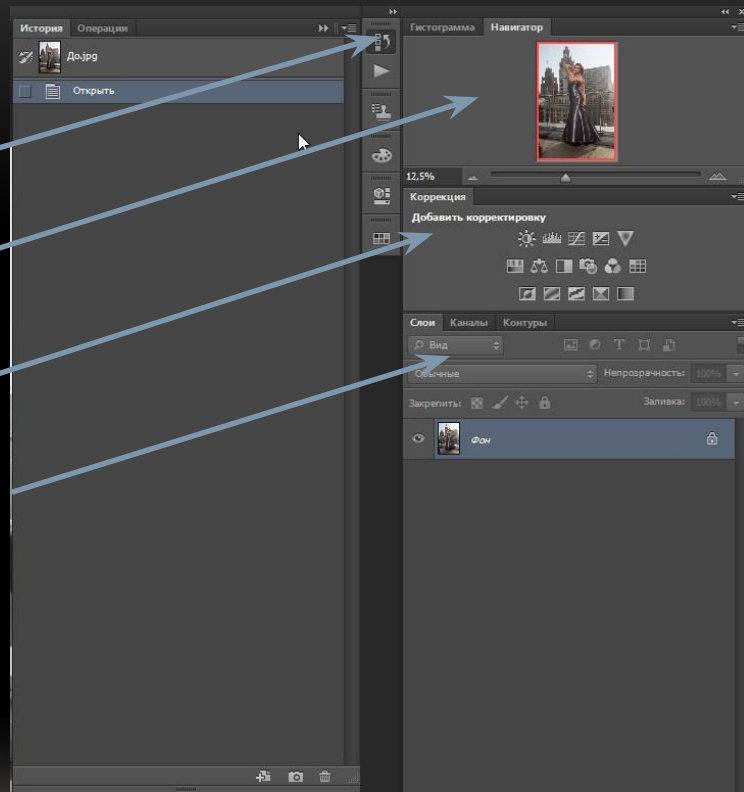 История Операции
До.jpg
Открыть
Гистограмма Навигатор
12,5%
Коррекция
Добавить корректировку
Слои Каналы Контуры
Вид
Обычные Непрозрачность: 100%
Закрепить: Заливка: 100%
Фон